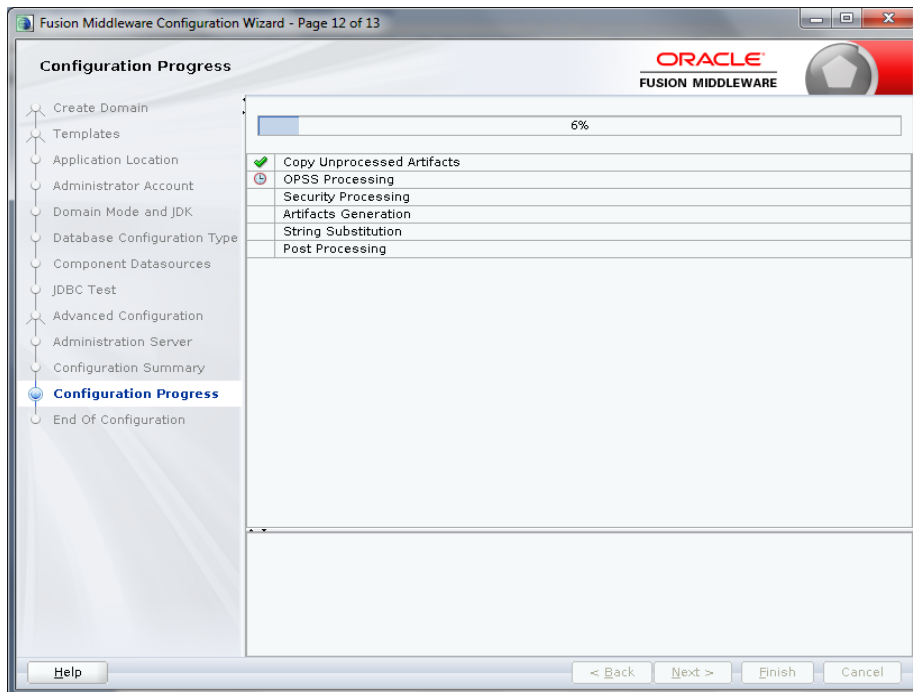 Fusion Middleware Configuration Wizard - Page 12 of 13
Configuration Progress
ORACLE
FUSION MIDDLEWARE
Create Domain
Templates
Application Location
Administrator Account
Domain Mode and JDK
Database Configuration Type
Component Datasources
JDBC Test
Advanced Configuration
Administration Server
Configuration Summary
Configuration Progress
End Of Configuration
6%
Copy Unprocessed Artifacts
OPSS Processing
Security Processing
Artifacts Generation
String Substitution
Post Processing
Help
< Back
Next >
Finish
Cancel